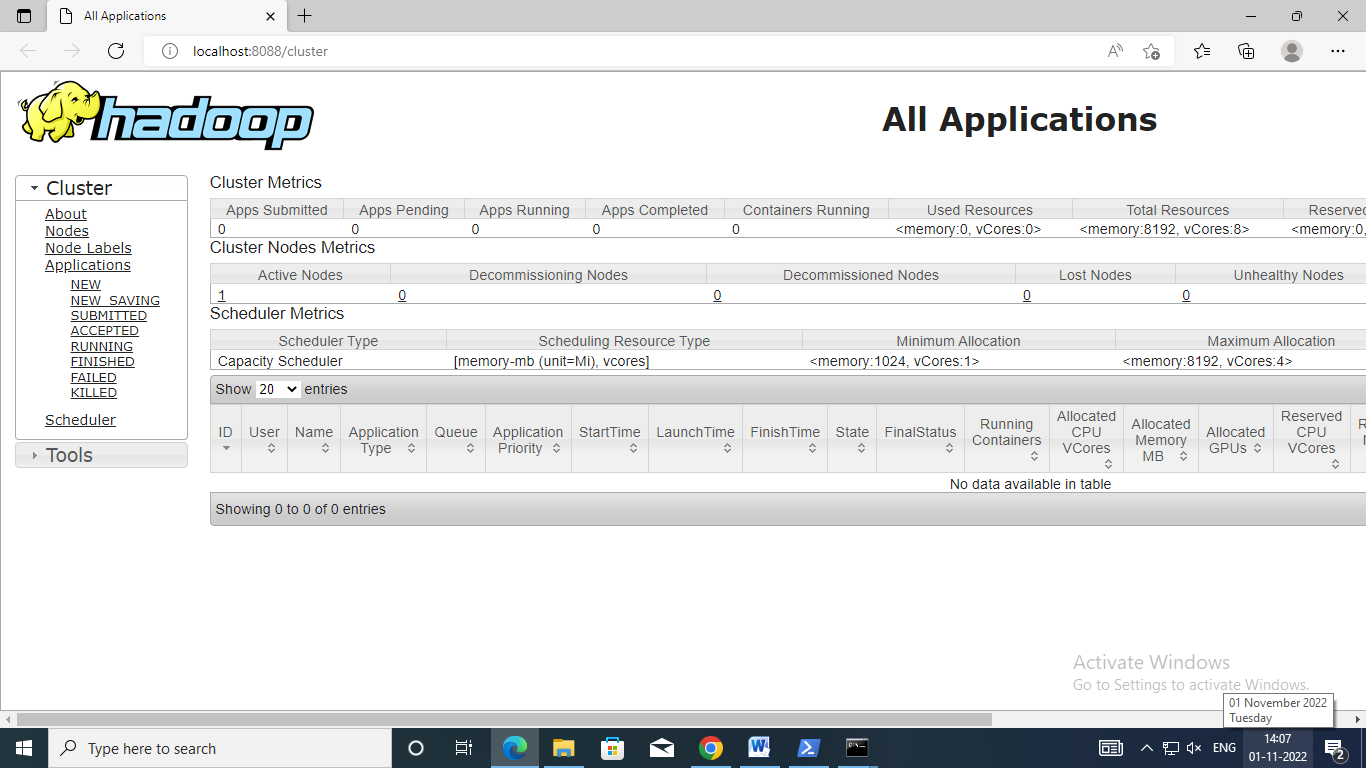 All Applications
localhost:8088/cluster
hadoop
All Applications
Cluster
About
Nodes
Node Labels
Applications
NEW
NEW_SAVING
SUBMITTED
ACCEPTED
RUNNING
FINISHED
FAILED
KILLED
Scheduler
Tools
Cluster Metrics
Apps Submitted Apps Pending Apps Running Apps Completed Containers Running Used Resources Total Resources
0 0 0 0 0 <memory:0, vCores:0> <memory:8192, vCores:8> <memory:0,
Cluster Nodes Metrics
Active Nodes Decommissioning Nodes Decommissioned Nodes Lost Nodes Unhealthy Nodes
1 0 0 0 0
Scheduler Metrics
Scheduler Type Scheduling Resource Type Minimum Allocation Maximum Allocation
Capacity Scheduler [memory-mb (unit=Mi), vcores] <memory:1024, vCores:1> <memory:8192, vCores:4>
Show 20 entries
ID User Name Application Type Queue Application Priority StartTime LaunchTime FinishTime State FinalStatus Running Containers Allocated CPU VCores Allocated Memory MB Allocated GPUs Reserved CPU VCores
No data available in table
Showing 0 to 0 of 0 entries
Activate Windows
Go to Settings to activate Windows.
01 November 2022
Tuesday
Type here to search
ENG
14:07
01-11-2022
2